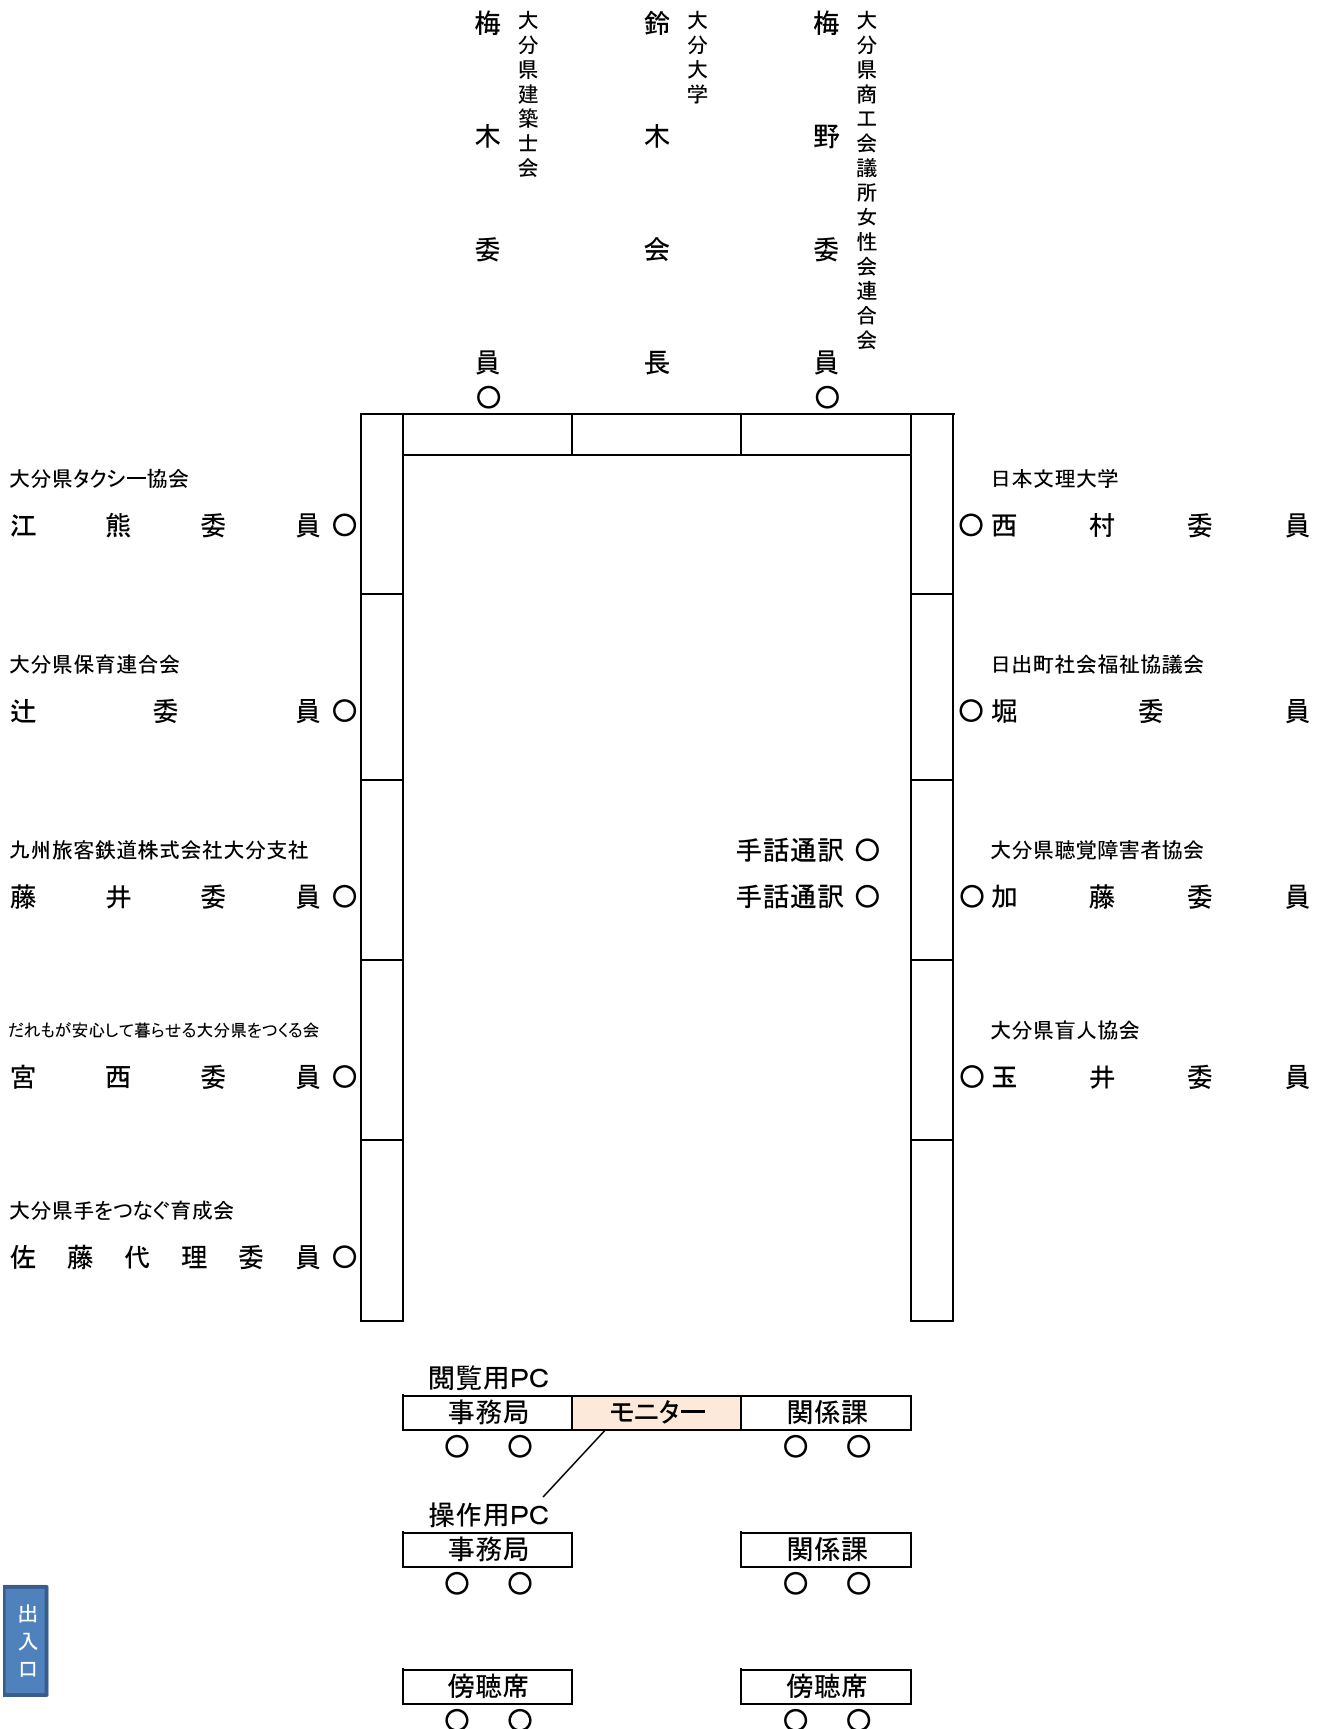 大分県建築士会
梅木委員
大分大学
鈴木会長
大分県商工会議所女性会連合会
梅野委員
○
○
大分県タクシー協会
江熊委員○
日本文理大学
○西村委員
大分県保育連合会
辻委員○
日出町社会福祉協議会
○堀委員
九州旅客鉄道株式会社大分支社
藤井委員○
手話通訳○
手話通訳○
大分県聴覚障害者協会
○加藤委員
だれもが安心して暮らせる大分県をつくる会
宮西委員○
大分県盲人協会
○玉井委員
大分県手をつなぐ育成会
佐藤代理委員○
閲覧用PC
事務局
モニター
関係課
○ ○
○ ○
操作用PC
事務局
関係課
○ ○
○ ○
出入口
傍聴席
傍聴席
○ ○
○ ○